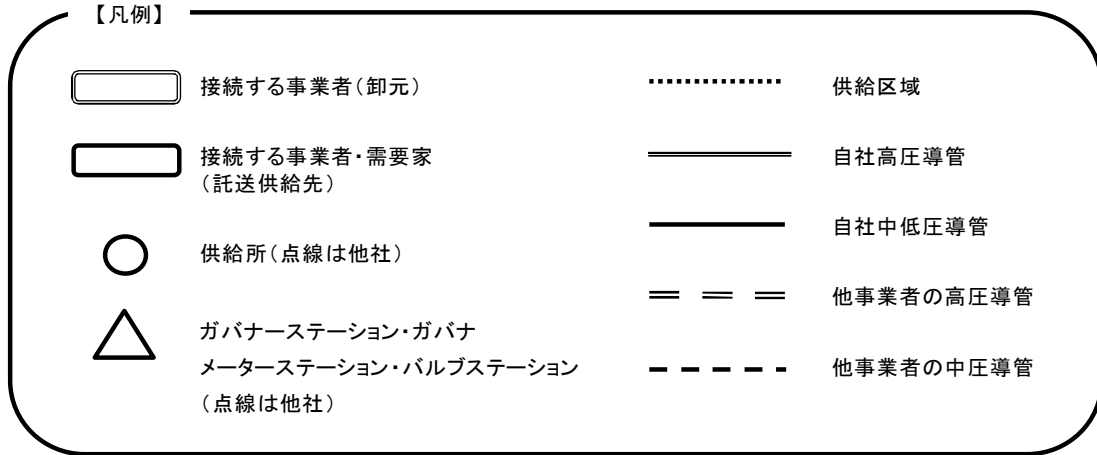 【凡例】
接続する事業者(卸元)
接続する事業者・需要家
(託送供給先)
供給所(点線は他社)
ガバナーステーション・ガバナ
メーターステーション・バルブステーション
(点線は他社)
供給区域
自社高圧導管
自社中低圧導管
他事業者の高圧導管
他事業者の中圧導管